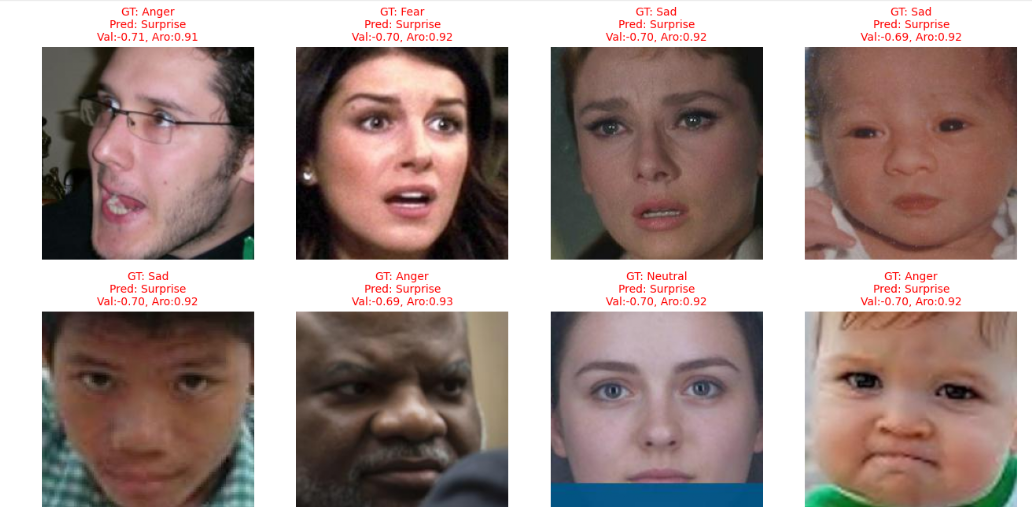 GT: Anger
Pred: Surprise
Val:-0.71, Aro:0.91
GT: Fear
Pred: Surprise
Val:-0.70, Aro:0.92
GT: Sad
Pred: Surprise
Val:-0.70, Aro:0.92
GT: Sad
Pred: Surprise
Val:-0.69, Aro:0.92
GT: Sad
Pred: Surprise
Val:-0.70, Aro:0.92
GT: Anger
Pred: Surprise
Val:-0.69, Aro:0.93
GT: Neutral
Pred: Surprise
Val:-0.70, Aro:0.92
GT: Anger
Pred: Surprise
Val:-0.70, Aro:0.92